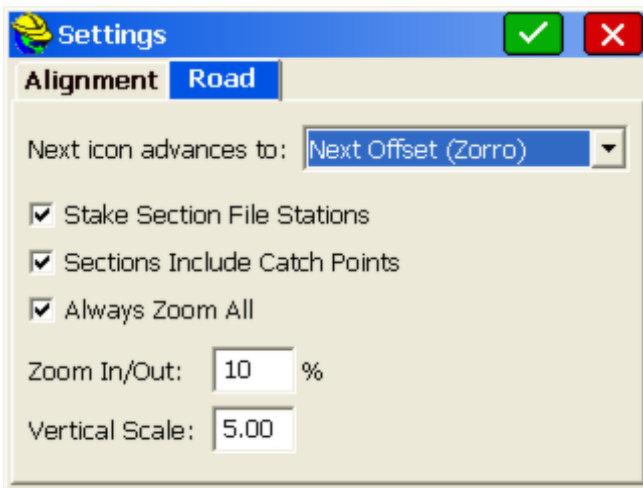 Settings
Alignment Road
Next icon advances to: Next Offset (Zorro)
Stake Section File Stations
Sections Include Catch Points
Always Zoom All
Zoom In/Out: 10 %
Vertical Scale: 5.00